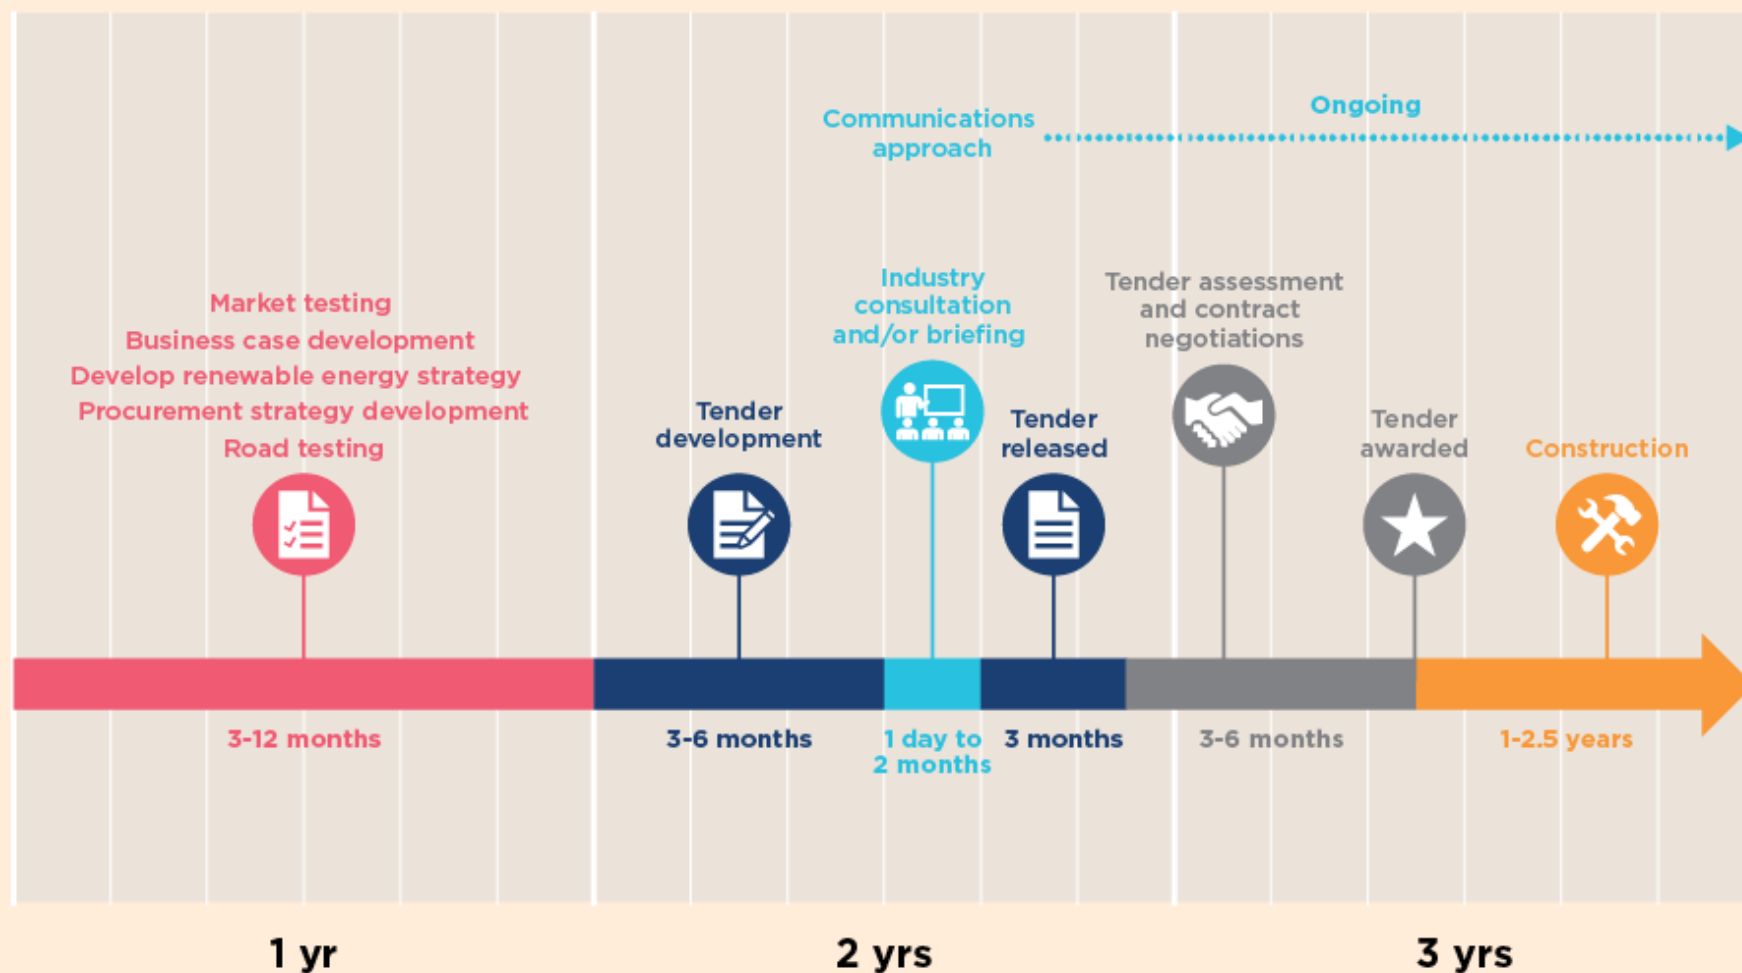 Ongoing
Communications
approach
Market testing
Business case development
Develop renewable energy strategy
Procurement strategy development
Road testing
Tender
development
Industry
consultation
and/or briefing
Tender
released
Tender assessment
and contract
negotiations
Tender
awarded
Construction
3-12 months
3-6 months
1 day to
2 months
3 months
3-6 months
1-2.5 years
1 yr
2 yrs
3 yrs